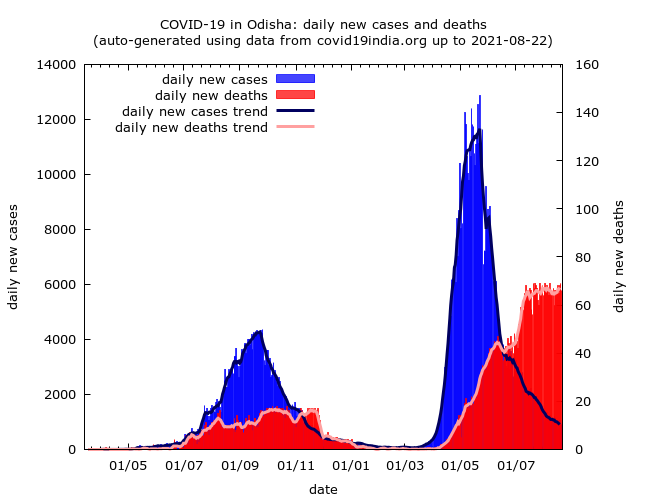 COVID-19 in Odisha: daily new cases and deaths
(auto-generated using data from covid19india.org up to 2021-08-22)
daily new cases
daily new deaths
daily new cases trend
daily new deaths trend
14000
12000
10000
8000
6000
4000
2000
0
daily new cases
160
140
120
100
80
60
40
20
0
daily new deaths
01/05 01/07 01/09 01/11 01/01 01/03 01/05 01/07
date